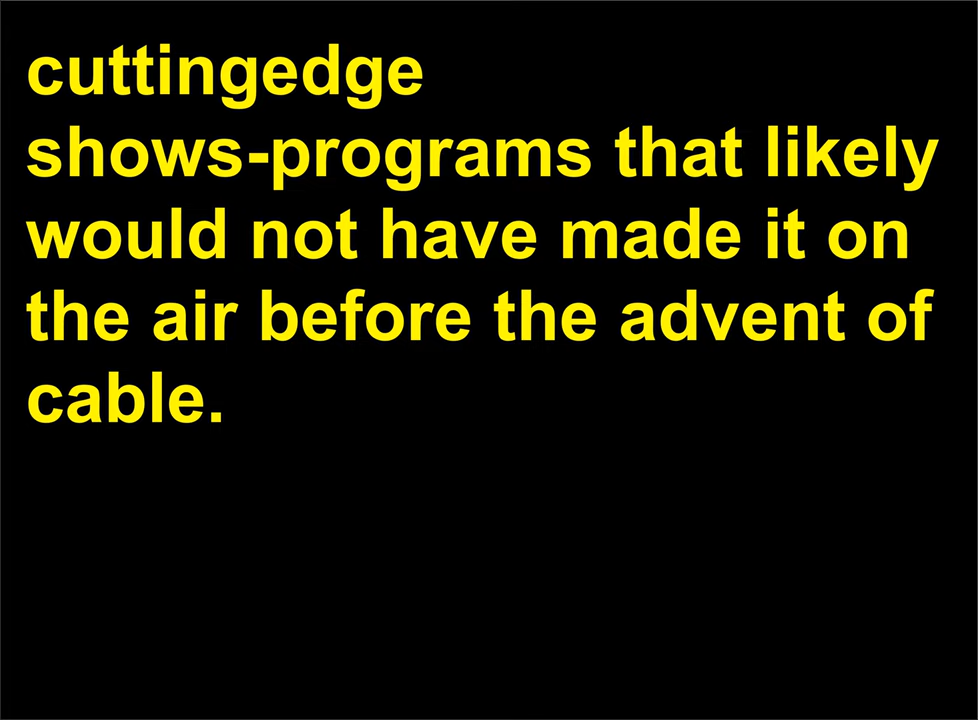 cuttingedge
shows-programs that likely
would not have made it on
the air before the advent of
cable.